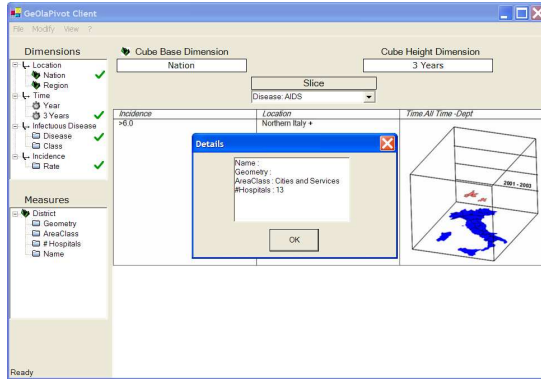 GeOlaPivot Client
File Modify View ?
Dimensions
Location
Nation
Region
Time
Year
3 Years
Infectuous Disease
Disease
Class
Incidence
Rate
Measures
District
Geometry
AreaClass
# Hospitals
Name
Cube Base Dimension
Nation
Cube Height Dimension
3 Years
Slice
Disease: AIDS
Incidence Location Time.All Time -Dept
>6.0 Northern Italy +
2001 - 2003
Details
Name :
Geometry :
AreaClass : Cities and Services
#Hospitals : 13
OK
Ready